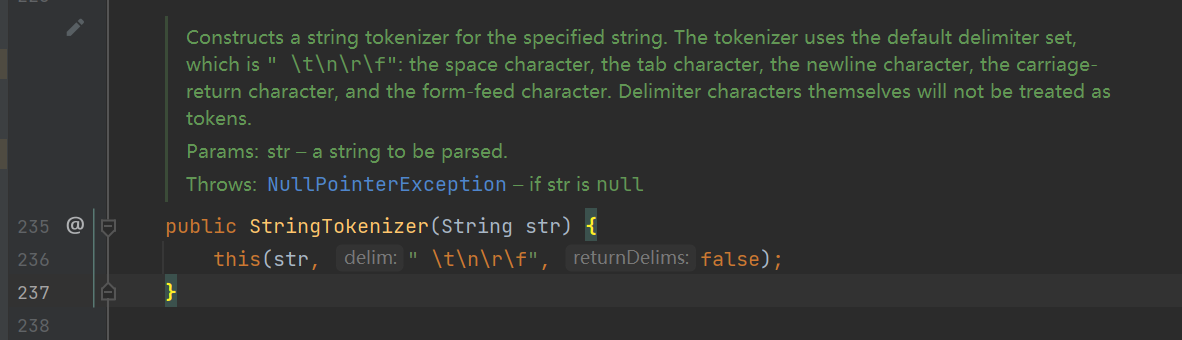 Constructs a string tokenizer for the specified string. The tokenizer uses the default delimiter set,
which is " \t\n\r\f": the space character, the tab character, the newline character, the carriage-
return character, and the form-feed character. Delimiter characters themselves will not be treated as
tokens.
Params: str – a string to be parsed.
Throws: NullPointerException – if str is null
235 @ public StringTokenizer(String str) {
236 this(str, delim: " \t\n\r\f", returnDelims: false);
237 }
238